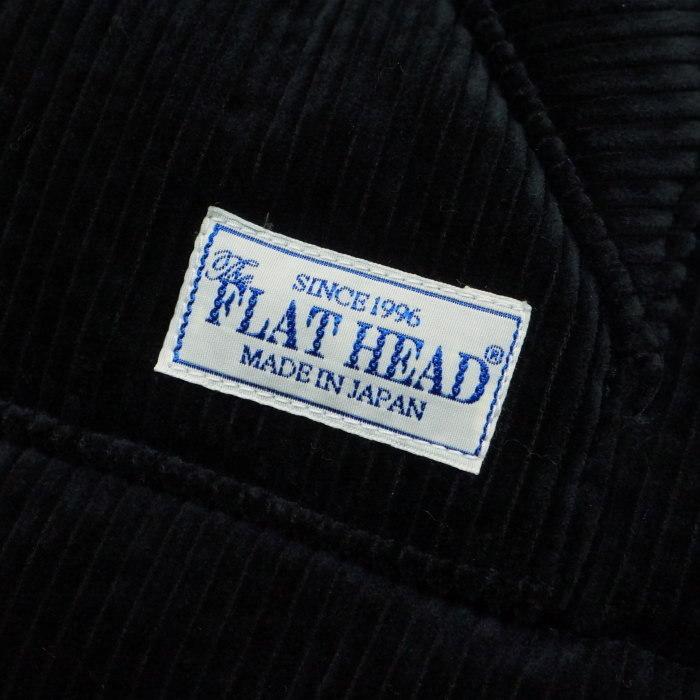 The
SINCE 1996
FLAT HEAD®
MADE IN JAPAN